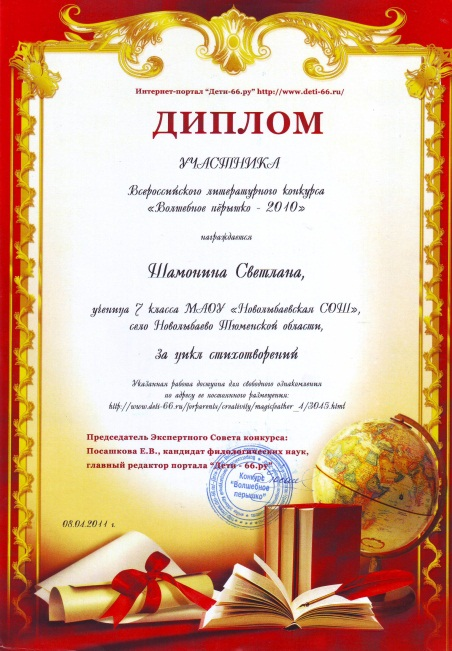 Интернет-портал "Дети-66.ру" http://www.deti-66.ru/
ДИПЛОМ
УЧАСТНИКА
Всероссийского литературного конкурса
«Волшебное пёрышко - 2010»
награждается
Шамонина Светлана,
ученица 7 класса МАОУ «Новолыбаевская СОШ»,
село Новолыбаево Тюменской области,
За цикл стихотворений
Указанная работа доступна для свободного ознакомления
по адресу ее постоянного размещения:
http://www.deti-66.ru/forparents/creativity/magicfeather_4/3045.html
Председатель Экспертного Совета конкурса:
Посашкова Е.В., кандидат филологических наук,
главный редактор портала "Дети - 66.ру"
Конкурс
"Волшебное
перышко"
08.04.2011 г.